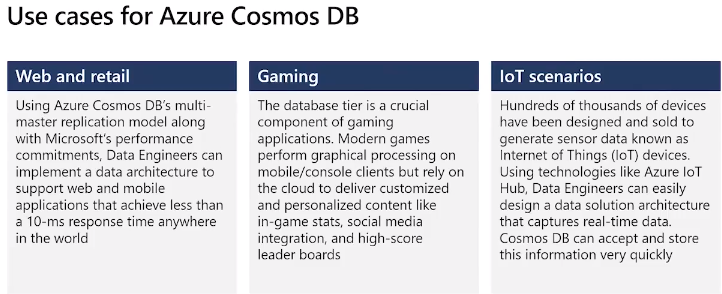 Use cases for Azure Cosmos DB
Web and retail
Using Azure Cosmos DB's multi-
master replication model along
with Microsoft's performance
commitments, Data Engineers can
implement a data architecture to
support web and mobile
applications that achieve less than
a 10-ms response time anywhere
in the world
Gaming
The database tier is a crucial
component of gaming
applications. Modern games
perform graphical processing on
mobile/console clients but rely on
the cloud to deliver customized
and personalized content like
in-game stats, social media
integration, and high-score
leader boards
IoT scenarios
Hundreds of thousands of devices
have been designed and sold to
generate sensor data known as
Internet of Things (IoT) devices.
Using technologies like Azure IoT
Hub, Data Engineers can easily
design a data solution architecture
that captures real-time data.
Cosmos DB can accept and store
this information very quickly